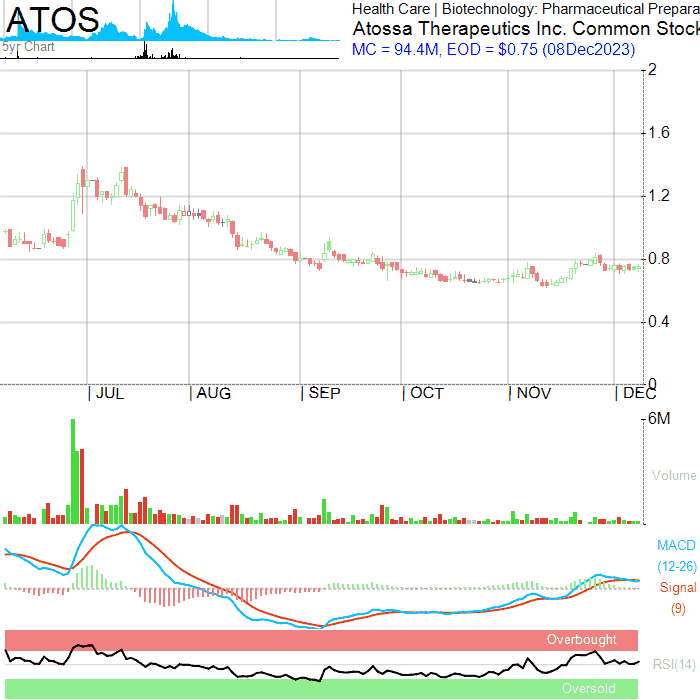 ATOS
5yr Chart
Health Care | Biotechnology: Pharmaceutical Prepara
Atossa Therapeutics Inc. Common Stock
MC = 94.4M, EOD = $0.75 (08Dec2023)
2
1.6
1.2
0.8
0.4
0
| JUL | AUG | SEP | OCT | NOV | DEC
6M
Volume
MACD
(12-26)
Signal
(9)
Overbought
RSI(14)
Oversold